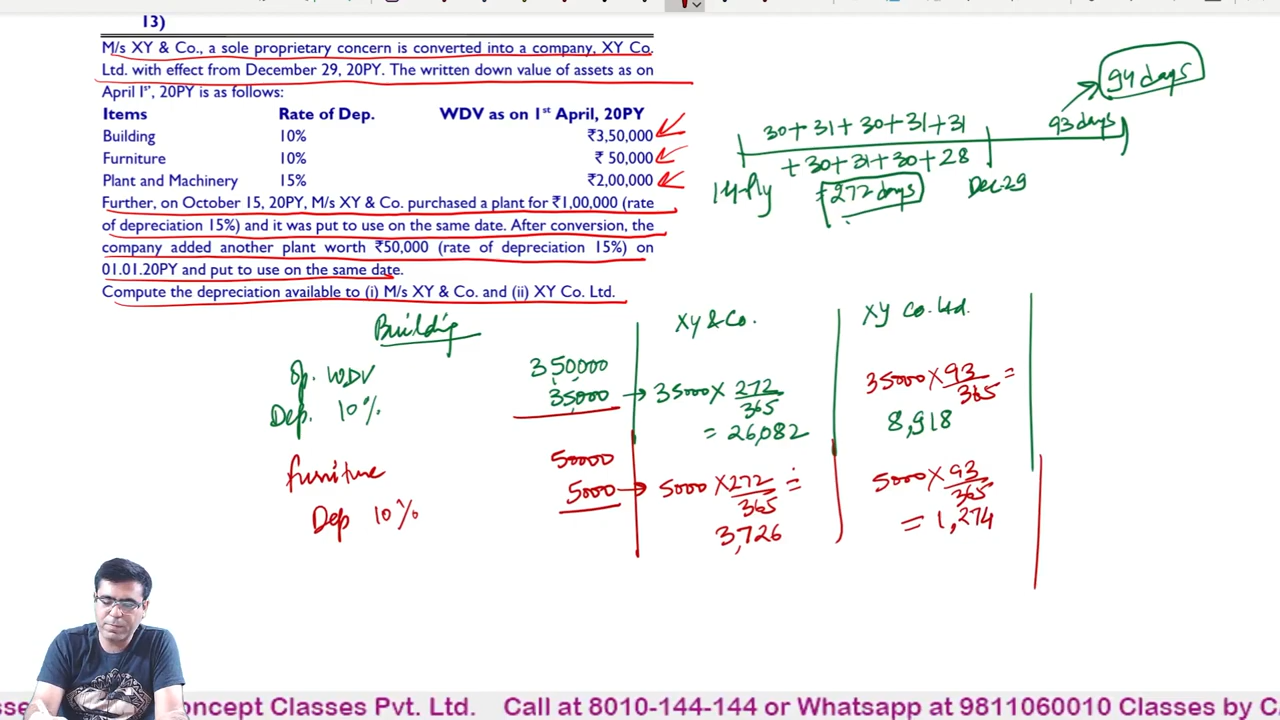 13)
M/s XY & Co., a sole proprietary concern is converted into a company, XY Co.
Ltd. with effect from December 29, 20PY. The written down value of assets as on
April 1st, 20PY is as follows:
Items Rate of Dep. WDV as on 1st April, 20PY
Building 10% ₹3,50,000
Furniture 10% ₹ 50,000
Plant and Machinery 15% ₹2,00,000
Further, on October 15, 20PY, M/s XY & Co. purchased a plant for ₹1,00,000 (rate
of depreciation 15%) and it was put to use on the same date. After conversion, the
company added another plant worth ₹50,000 (rate of depreciation 15%) on
01.01.20PY and put to use on the same date.
Compute the depreciation available to (i) M/s XY & Co. and (ii) XY Co. Ltd.
94 days
30+31+30+31+31
93 days
+30+31+30+28
272 days
Dec-29
Building
XY & Co.
XY Co. Ltd.
Op. WDV 350000
Dep. 10% 35000 → 35000 × 272/365
= 26,082
35000 × 93/365 =
8,918
furniture 50000
Dep 10% 5000 → 5000 × 272/365 =
3,726
5000 × 93/365
= 1,274
oncept Classes Pvt. Ltd. Call at 8010-144-144 or Whatsapp at 9811060010 Classes by CA